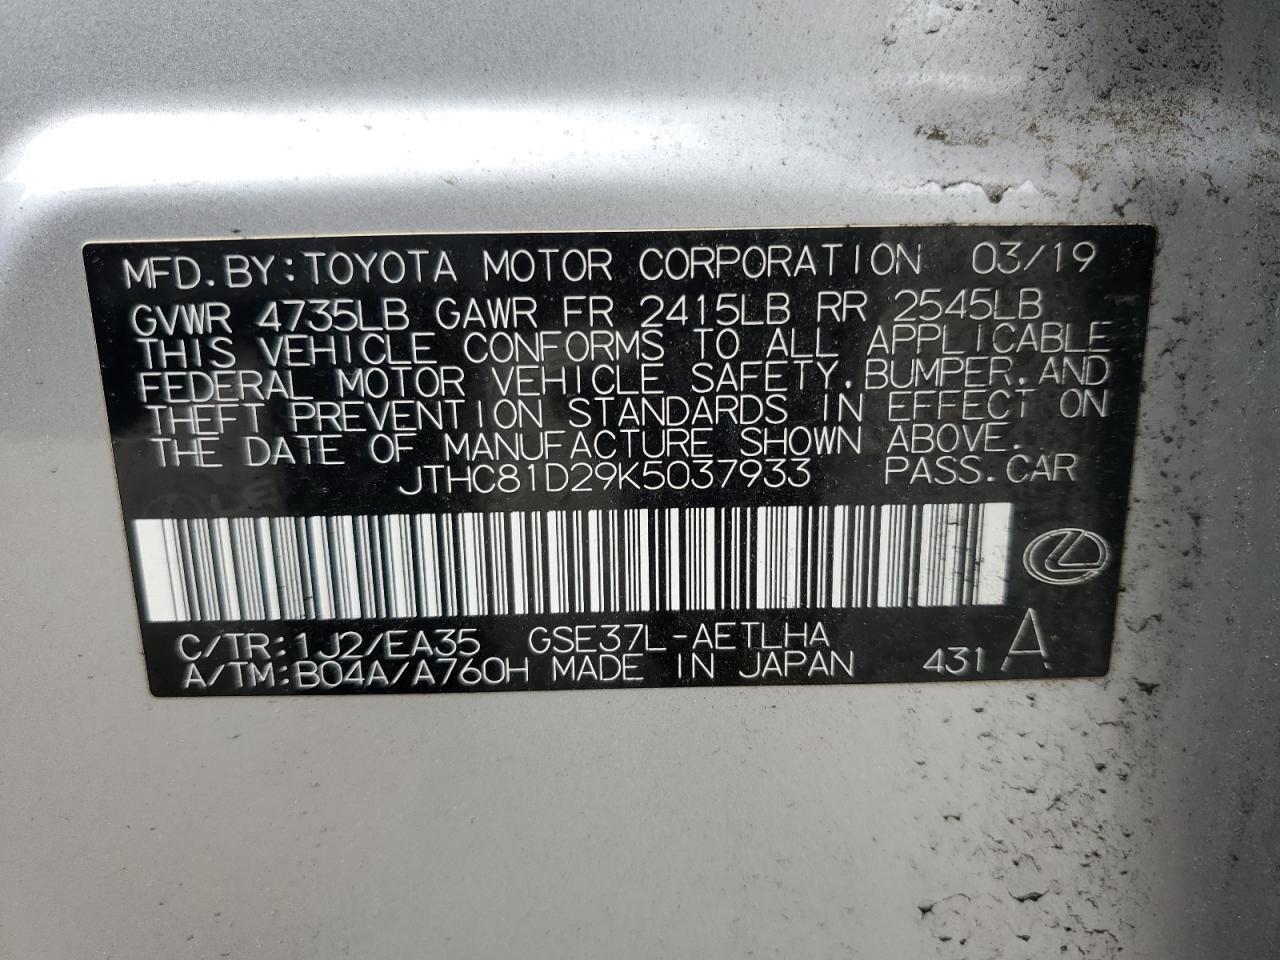 MFD.BY:TOYOTA MOTOR CORPORATION 03/19
GVWR 4735LB GAWR FR 2415LB RR 2545LB
THIS VEHICLE CONFORMS TO ALL APPLICABLE
FEDERAL MOTOR VEHICLE SAFETY.BUMPER.AND
THEFT PREVENTION STANDARDS IN EFFECT ON
THE DATE OF MANUFACTURE SHOWN ABOVE.
JTHC81D29K5037933 PASS.CAR
C/TR:1J2/EA35 GSE37L-AETLHA
A/TM:B04A/A760H MADE IN JAPAN 431 A